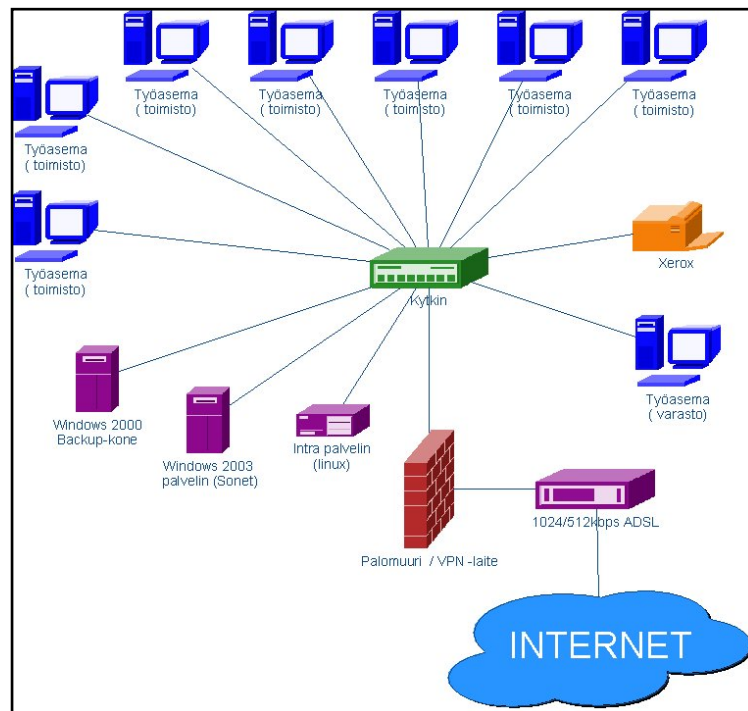 Työasema
( toimisto)
Työasema
( toimisto)
Työasema
( toimisto)
Työasema
( toimisto)
Työasema
( toimisto)
Työasema
( toimisto)
Työasema
( toimisto)
Xerox
Kytkin
Työasema
( varasto)
Windows 2000
Backup-kone
Windows 2003
palvelin (Sonet)
Intra palvelin
(linux)
1024/512kbps ADSL
Palomuuri / VPN -laite
INTERNET